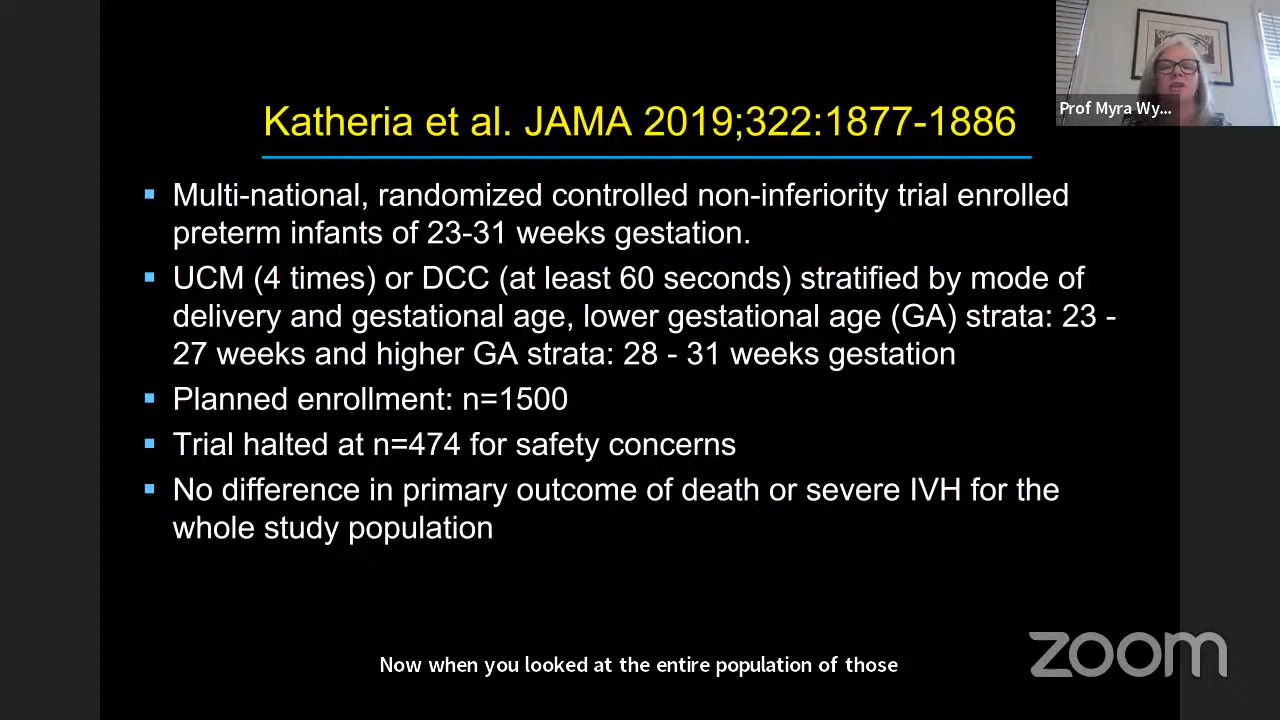 Katheria et al. JAMA 2019;322:1877-1886
Prof Myra Wy...
Multi-national, randomized controlled non-inferiority trial enrolled
preterm infants of 23-31 weeks gestation.
UCM (4 times) or DCC (at least 60 seconds) stratified by mode of
delivery and gestational age, lower gestational age (GA) strata: 23 -
27 weeks and higher GA strata: 28 - 31 weeks gestation
Planned enrollment: n=1500
Trial halted at n=474 for safety concerns
No difference in primary outcome of death or severe IVH for the
whole study population
Now when you looked at the entire population of those
zoom